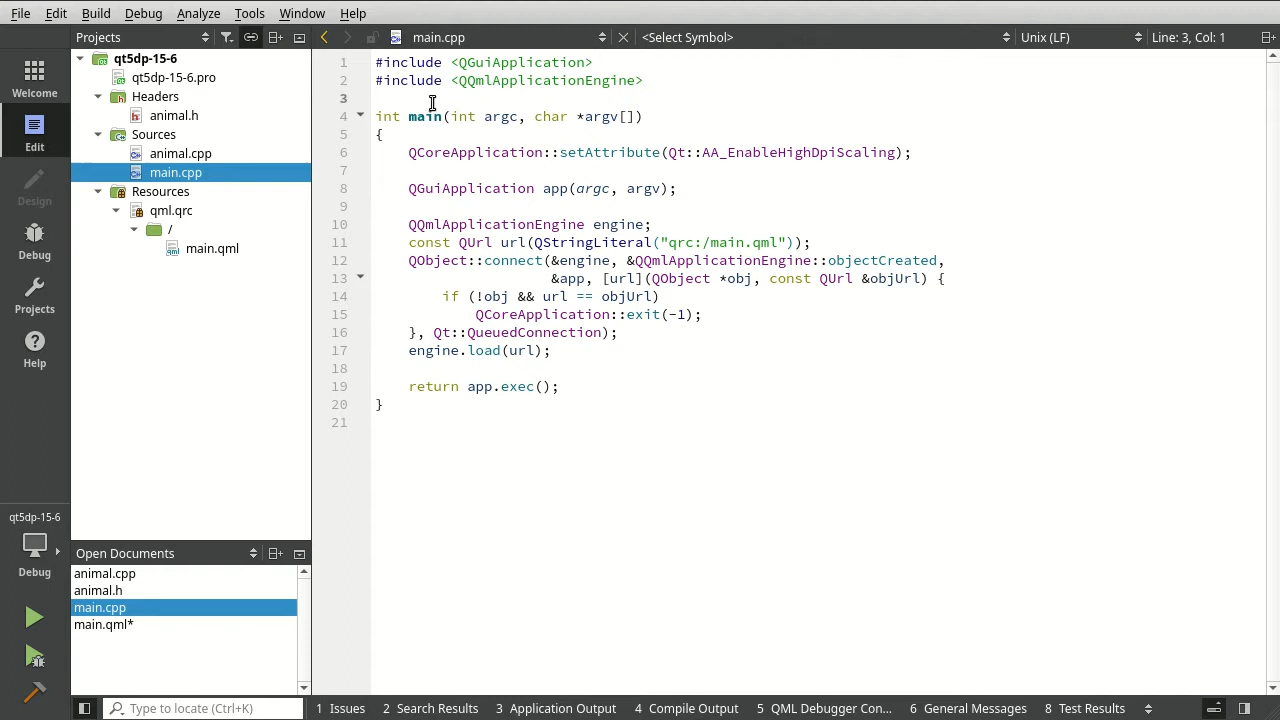 File Edit Build Debug Analyze Tools Window Help
Projects
main.cpp
<Select Symbol>
Unix (LF)
Line: 3, Col: 1
Welcome
Edit
Design
Debug
Projects
Help
qt5dp-15-6
Debug
qt5dp-15-6
qt5dp-15-6.pro
Headers
animal.h
Sources
animal.cpp
main.cpp
Resources
qml.qrc
/
main.qml
Open Documents
animal.cpp
animal.h
main.cpp
main.qml*
1 #include <QGuiApplication>
2 #include <QQmlApplicationEngine>
3
4 int main(int argc, char *argv[])
5 {
6 QCoreApplication::setAttribute(Qt::AA_EnableHighDpiScaling);
7
8 QGuiApplication app(argc, argv);
9
10 QQmlApplicationEngine engine;
11 const QUrl url(QStringLiteral("qrc:/main.qml"));
12 QObject::connect(&engine, &QQmlApplicationEngine::objectCreated,
13 &app, [url](QObject *obj, const QUrl &objUrl) {
14 if (!obj && url == objUrl)
15 QCoreApplication::exit(-1);
16 }, Qt::QueuedConnection);
17 engine.load(url);
18
19 return app.exec();
20 }
21
Type to locate (Ctrl+K)
1 Issues
2 Search Results
3 Application Output
4 Compile Output
5 QML Debugger Con...
6 General Messages
8 Test Results